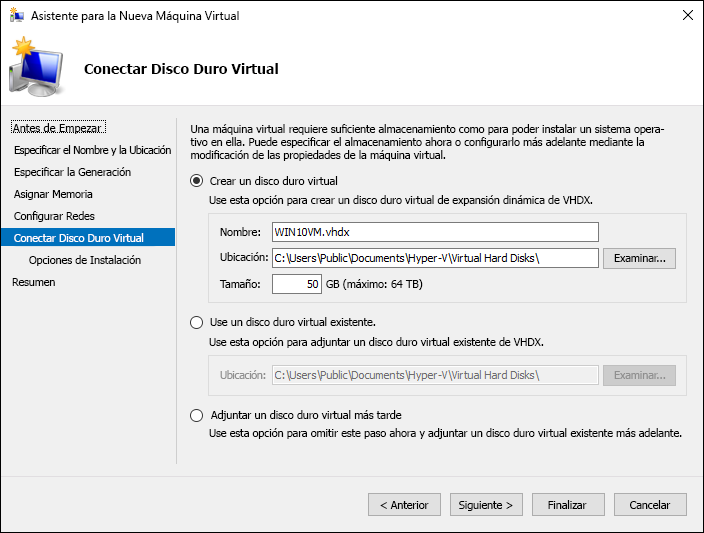 Asistente para la Nueva Máquina Virtual
Conectar Disco Duro Virtual
Antes de Empezar
Especificar el Nombre y la Ubicación
Especificar la Generación
Asignar Memoria
Configurar Redes
Conectar Disco Duro Virtual
Opciones de Instalación
Resumen
Una máquina virtual requiere suficiente almacenamiento como para poder instalar un sistema opera-
tivo en ella. Puede especificar el almacenamiento ahora o configurarlo más adelante mediante la
modificación de las propiedades de la máquina virtual.
Crear un disco duro virtual
Use esta opción para crear un disco duro virtual de expansión dinámica de VHDX.
Nombre: WIN10VM.vhdx
Ubicación: C:\Users\Public\Documents\Hyper-V\Virtual Hard Disks\ Examinar...
Tamaño: 50 GB (máximo: 64 TB)
Use un disco duro virtual existente.
Use esta opción para adjuntar un disco duro virtual existente de VHDX.
Ubicación: C:\Users\Public\Documents\Hyper-V\Virtual Hard Disks\ Examinar...
Adjuntar un disco duro virtual más tarde
Use esta opción para omitir este paso ahora y adjuntar un disco duro virtual existente más adelante.
< Anterior Siguiente > Finalizar Cancelar